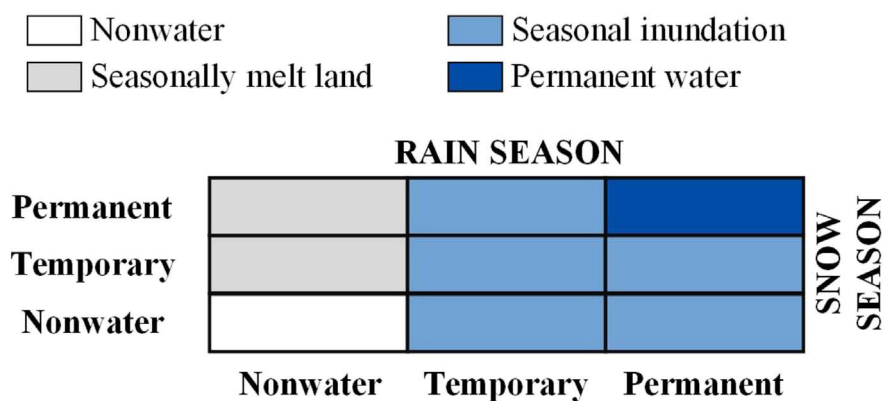 Nonwater
Seasonal inundation
Seasonally melt land
Permanent water
RAIN SEASON
Permanent
Temporary
Nonwater
SNOW
SEASON
Nonwater
Temporary
Permanent